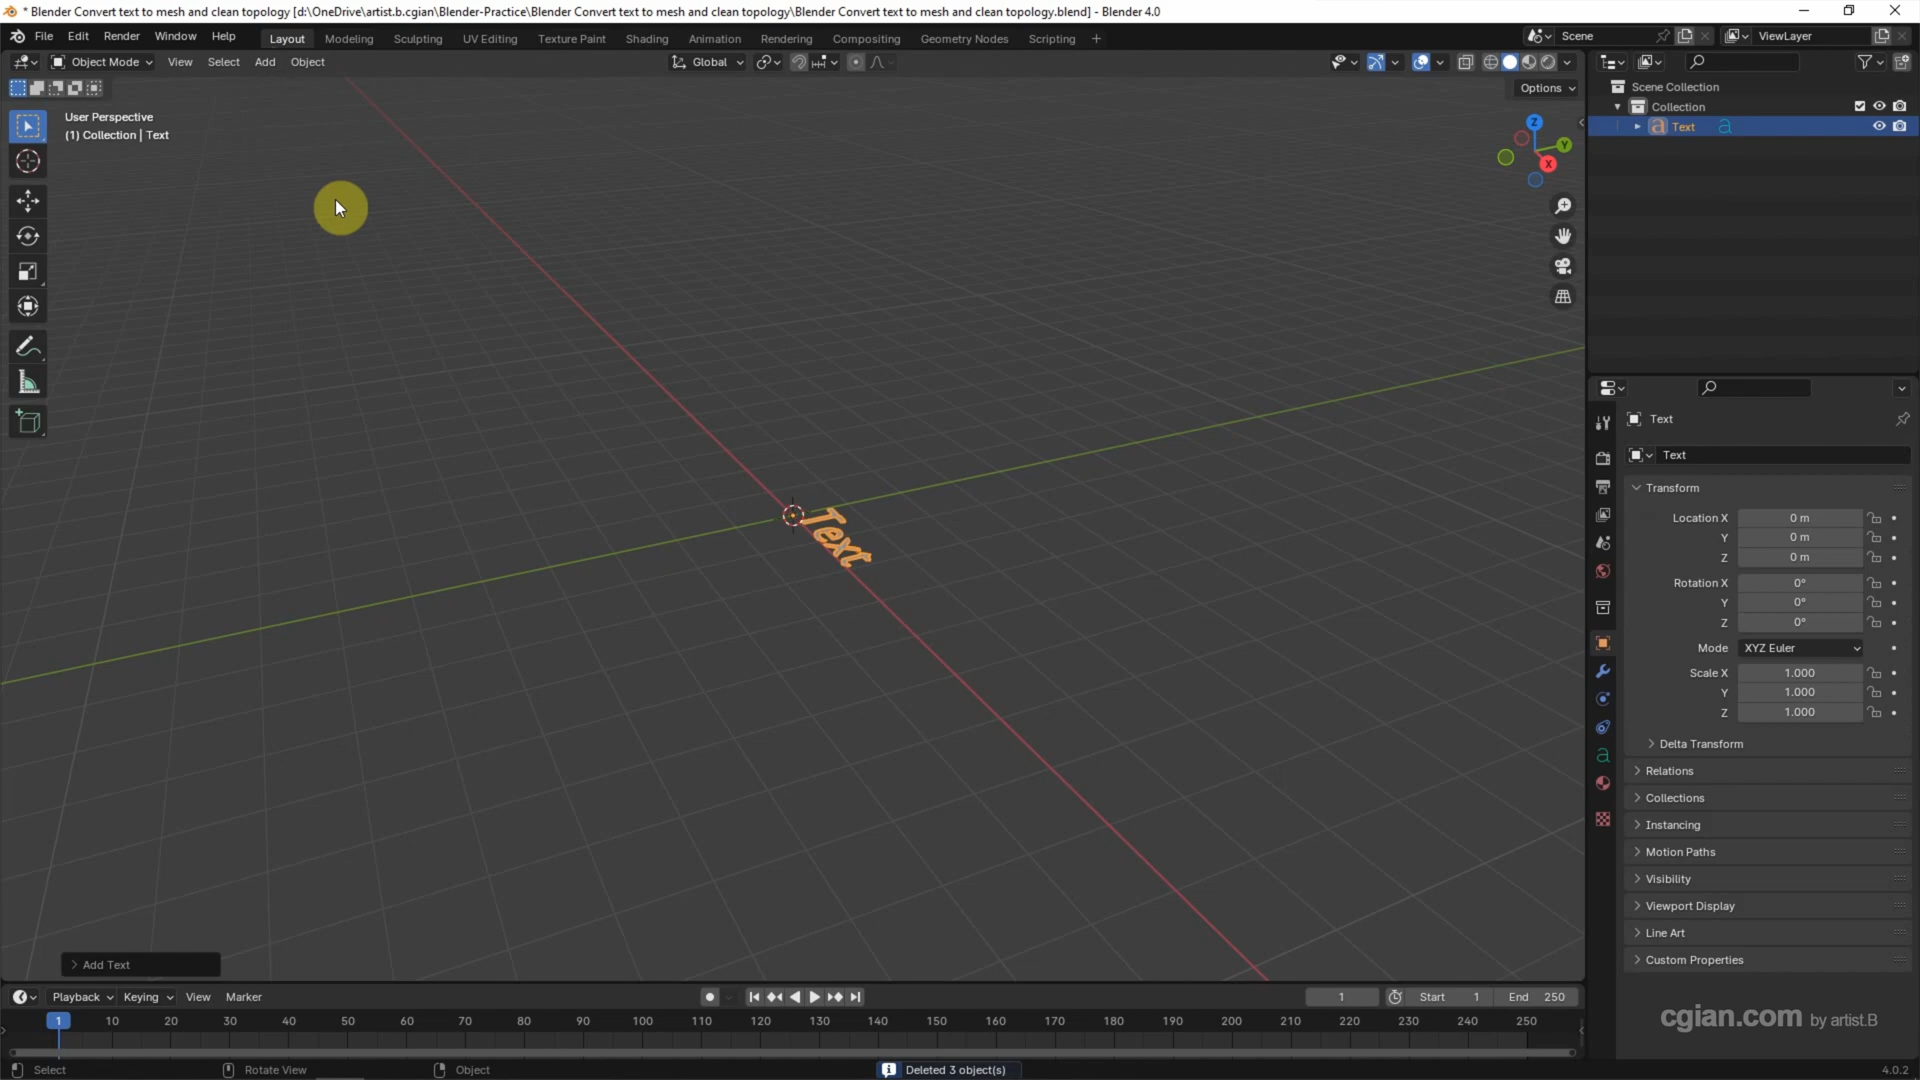 * Blender Convert text to mesh and clean topology [d:\OneDrive\artist.b.cgian\Blender-Practice\Blender Convert text to mesh and clean topology\Blender Convert text to mesh and clean topology.blend] - Blender 4.0
File Edit Render Window Help Layout Modeling Sculpting UV Editing Texture Paint Shading Animation Rendering Compositing Geometry Nodes Scripting + Scene ViewLayer
Object Mode View Select Add Object Global
Options
Scene Collection
Collection
Text
User Perspective
(1) Collection | Text
Z
Y
X
Text
Text
Text
Transform
Location X 0 m
Y 0 m
Z 0 m
Rotation X 0°
Y 0°
Z 0°
Mode XYZ Euler
Scale X 1.000
Y 1.000
Z 1.000
Delta Transform
Relations
Collections
Instancing
Motion Paths
Visibility
Viewport Display
Line Art
Custom Properties
Add Text
Playback Keying View Marker 1 Start 1 End 250
1 10 20 30 40 50 60 70 80 90 100 110 120 130 140 150 160 170 180 190 200 210 220 230 240 250
cgian.com by artist.B
Select Rotate View Object Deleted 3 object(s) 4.0.2